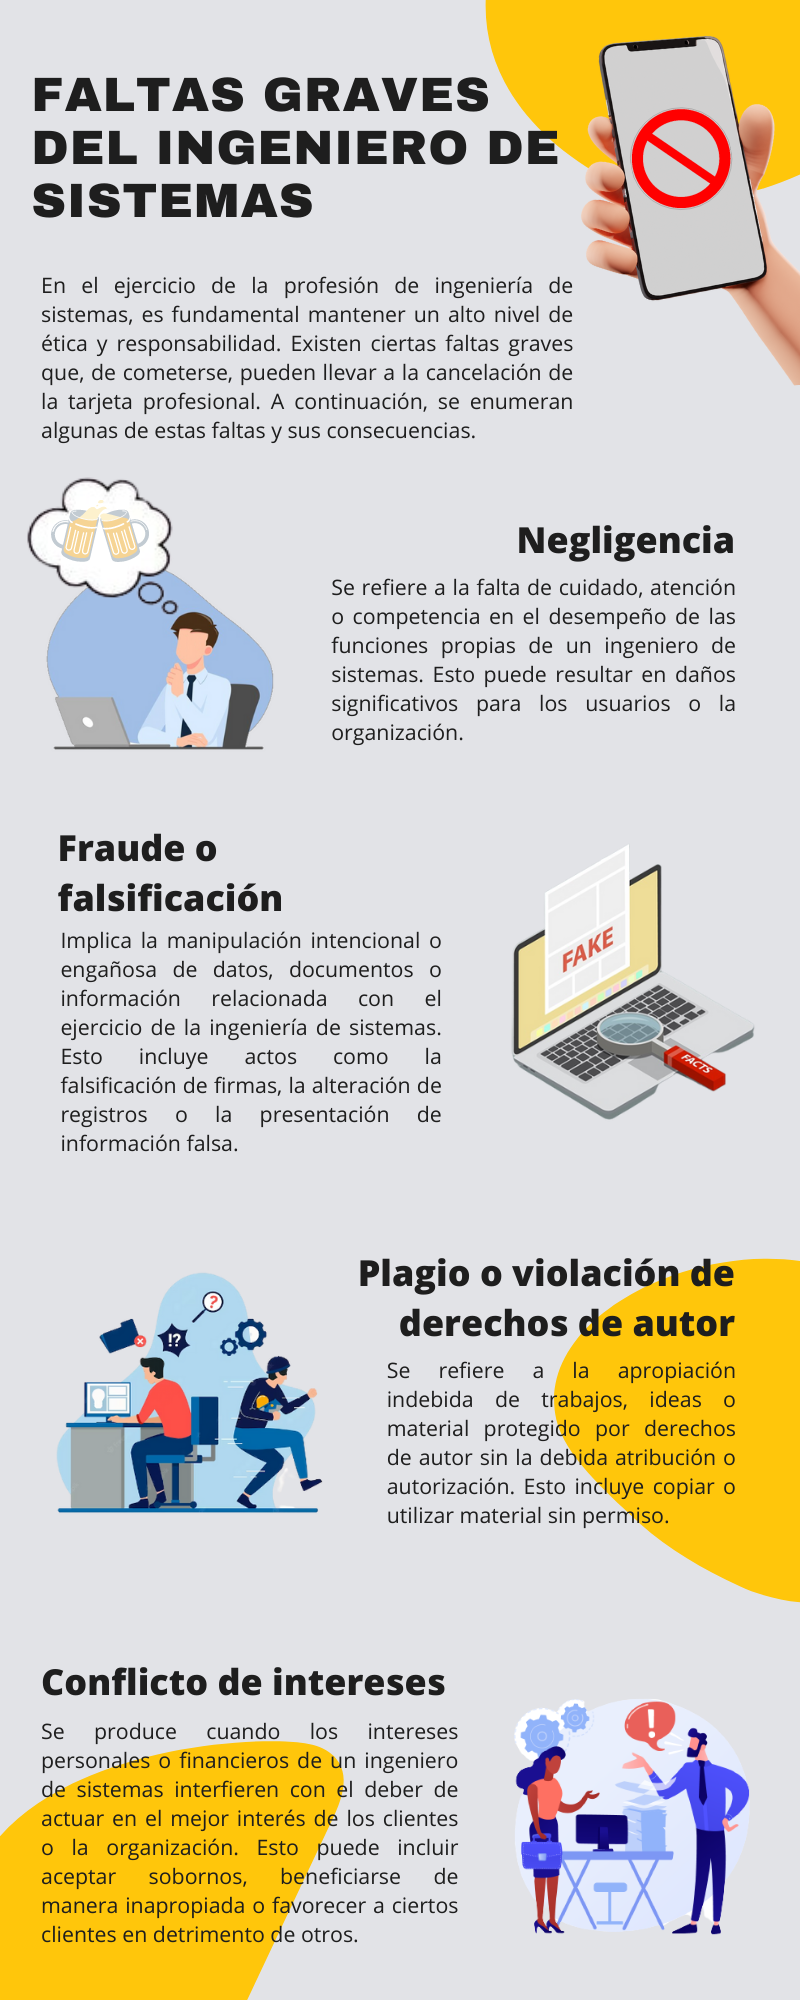 FALTAS GRAVES
DEL INGENIERO DE
SISTEMAS
En el ejercicio de la profesión de ingeniería de
sistemas, es fundamental mantener un alto nivel de
ética y responsabilidad. Existen ciertas faltas graves
que, de cometerse, pueden llevar a la cancelación de
la tarjeta profesional. A continuación, se enumeran
algunas de estas faltas y sus consecuencias.
Negligencia
Se refiere a la falta de cuidado, atención
o competencia en el desempeño de las
funciones propias de un ingeniero de
sistemas. Esto puede resultar en daños
significativos para los usuarios o la
organización.
Fraude o
falsificación
Implica la manipulación intencional o
engañosa de datos, documentos o
información relacionada con el
ejercicio de la ingeniería de sistemas.
Esto incluye actos como la
falsificación de firmas, la alteración de
registros o la presentación de
información falsa.
FAKE
FACTS
Plagio o violación de
derechos de autor
Se refiere a la apropiación
indebida de trabajos, ideas o
material protegido por derechos
de autor sin la debida atribución o
autorización. Esto incluye copiar o
utilizar material sin permiso.
?
!?
Conflicto de intereses
Se produce cuando los intereses
personales o financieros de un ingeniero
de sistemas interfieren con el deber de
actuar en el mejor interés de los clientes
o la organización. Esto puede incluir
aceptar sobornos, beneficiarse de
manera inapropiada o favorecer a ciertos
clientes en detrimento de otros.
!